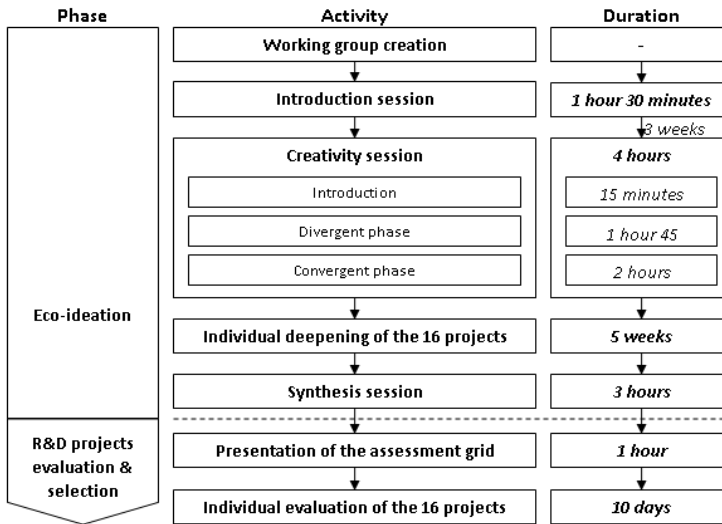 Phase
Activity
Duration
Working group creation
-
Introduction session
1 hour 30 minutes
3 weeks
Creativity session
4 hours
Introduction
15 minutes
Divergent phase
1 hour 45
Convergent phase
2 hours
Eco-ideation
Individual deepening of the 16 projects
5 weeks
Synthesis session
3 hours
R&D projects
evaluation &
selection
Presentation of the assessment grid
1 hour
Individual evaluation of the 16 projects
10 days